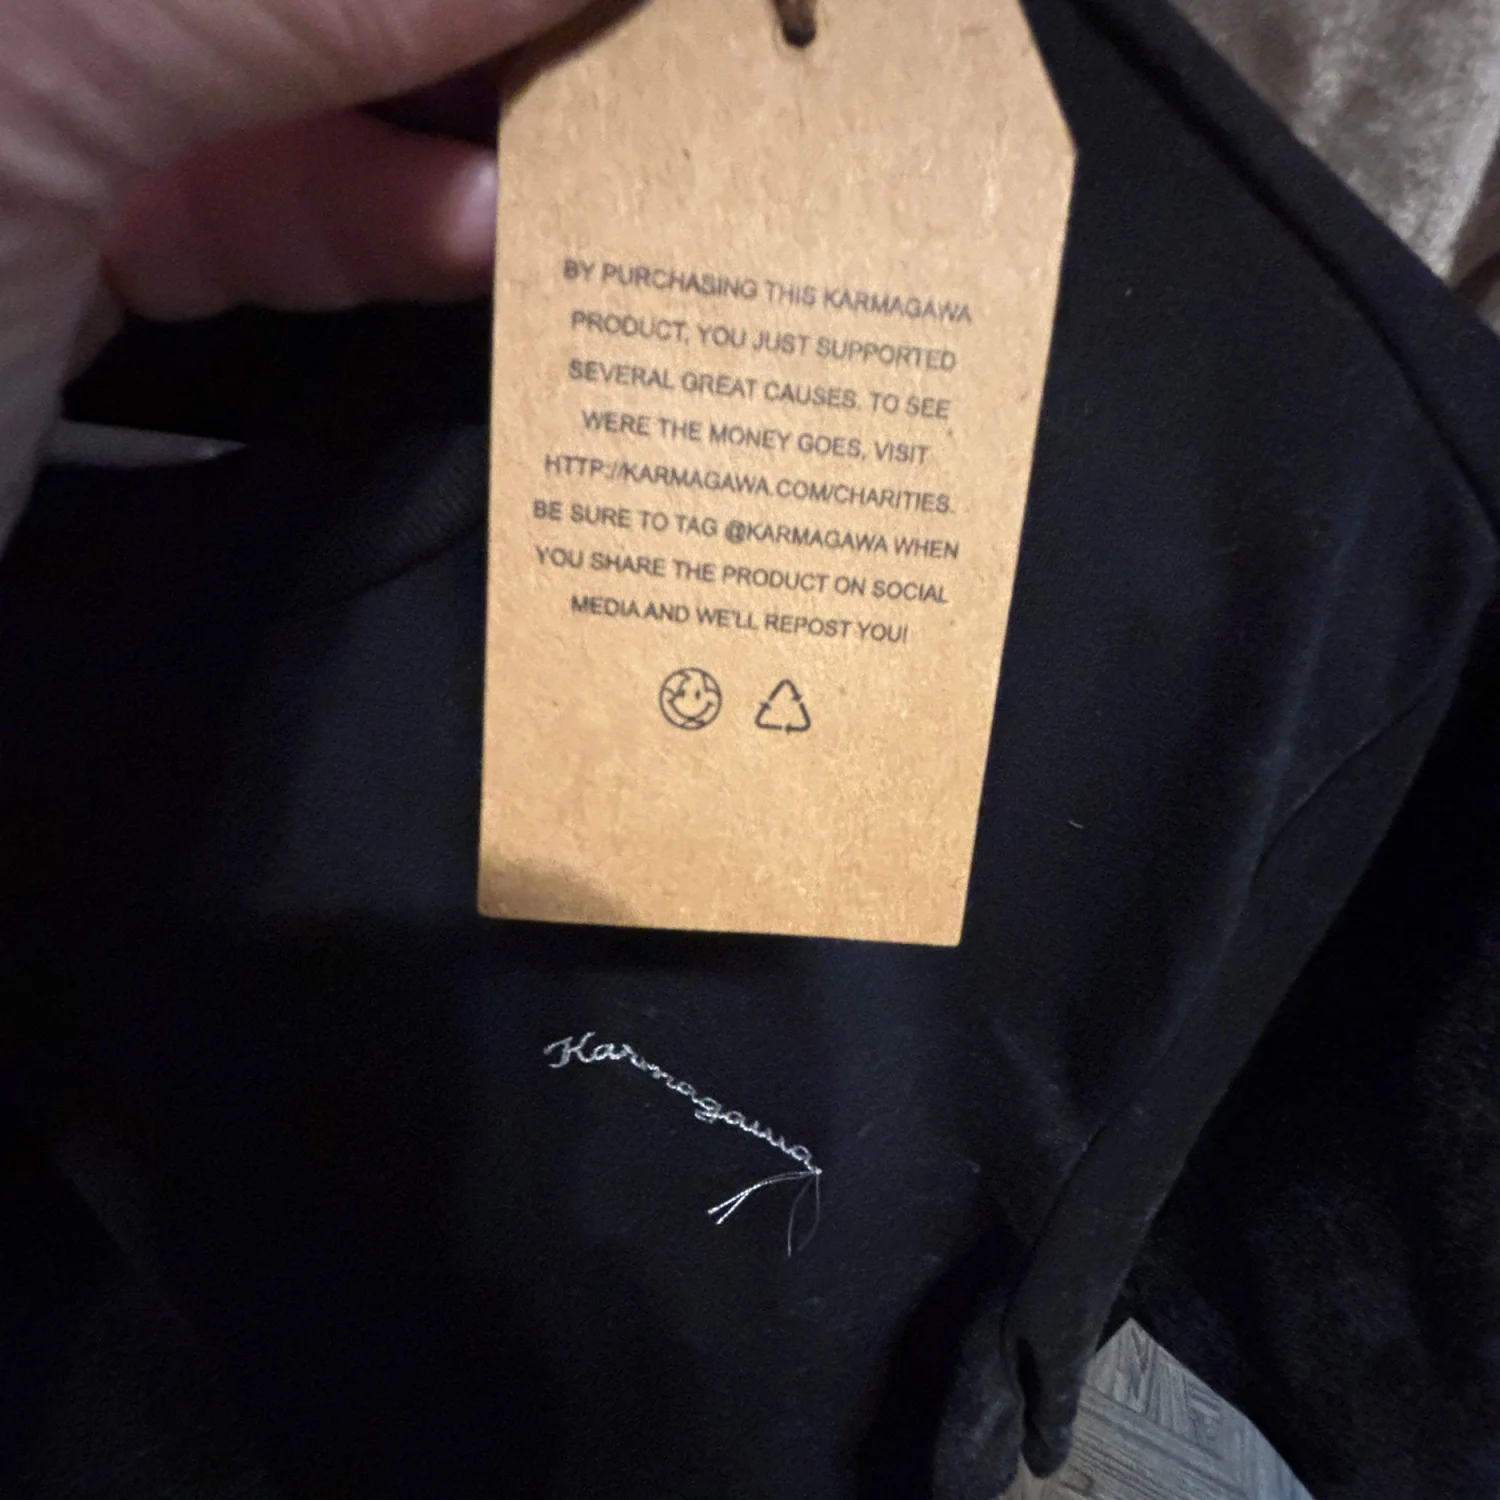 BY PURCHASING THIS KARMAGAWA
PRODUCT, YOU JUST SUPPORTED
SEVERAL GREAT CAUSES. TO SEE
WERE THE MONEY GOES, VISIT
HTTP://KARMAGAWA.COM/CHARITIES.
BE SURE TO TAG @KARMAGAWA WHEN
YOU SHARE THE PRODUCT ON SOCIAL
MEDIA AND WE'LL REPOST YOU!
Karmagawa